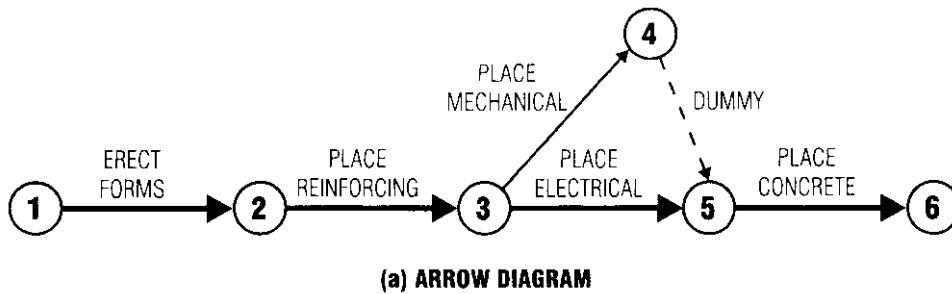 4
PLACE
MECHANICAL
DUMMY
ERECT
FORMS
PLACE
REINFORCING
PLACE
ELECTRICAL
PLACE
CONCRETE
1
2
3
5
6
(a) ARROW DIAGRAM